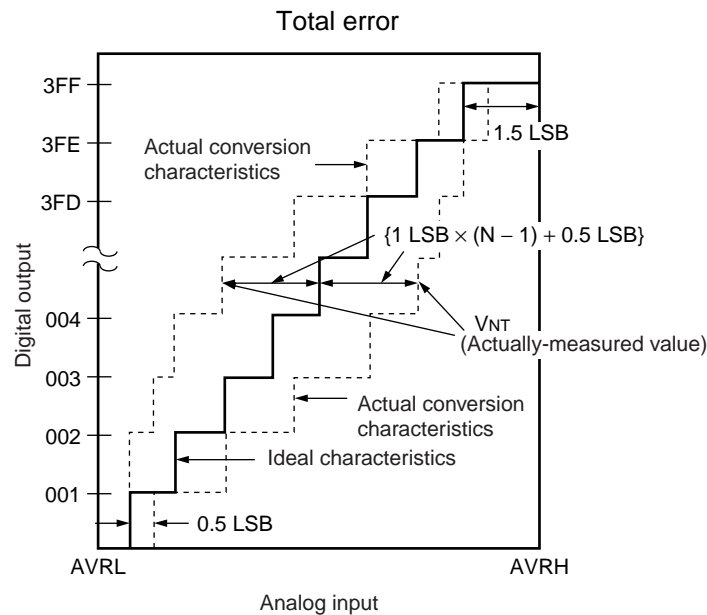 Total error
3FF
3FE
3FD
004
003
002
001
Digital output
Actual conversion
characteristics
1.5 LSB
{1 LSB × (N − 1) + 0.5 LSB}
VNT
(Actually-measured value)
Actual conversion
characteristics
Ideal characteristics
0.5 LSB
AVRL
AVRH
Analog input